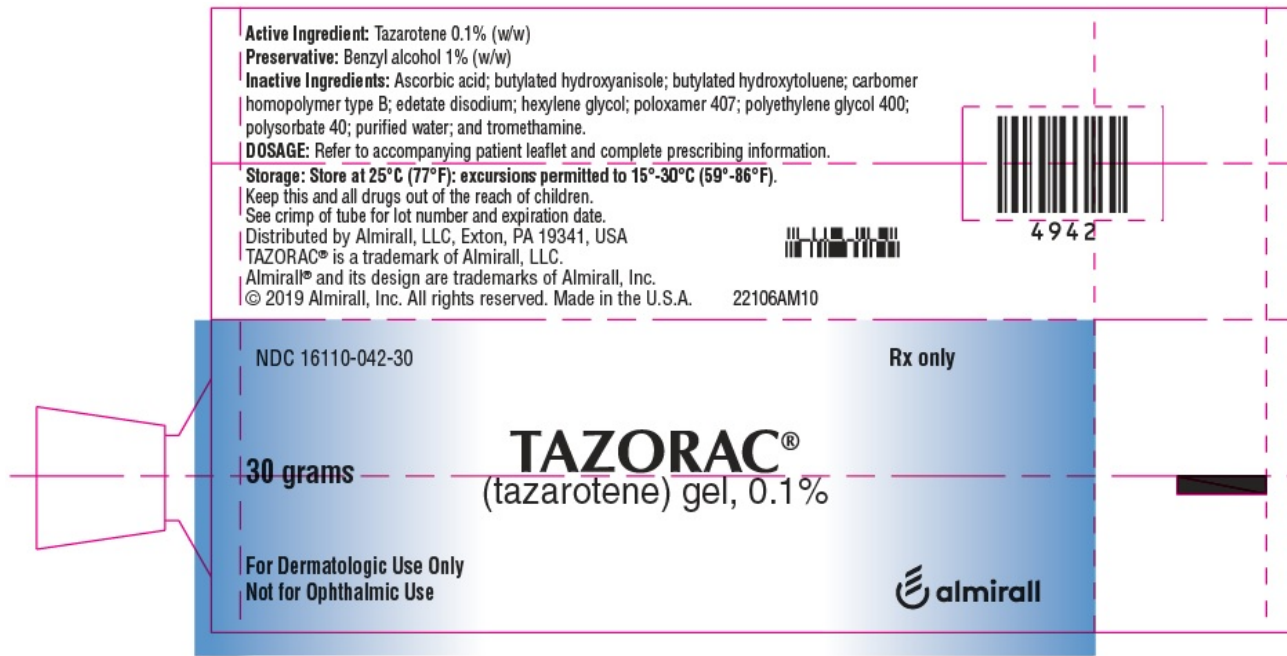 Active Ingredient: Tazarotene 0.1% (w/w)
Preservative: Benzyl alcohol 1% (w/w)
Inactive Ingredients: Ascorbic acid; butylated hydroxyanisole; butylated hydroxytoluene; carbomer
homopolymer type B; edetate disodium; hexylene glycol; poloxamer 407; polyethylene glycol 400;
polysorbate 40; purified water; and tromethamine.
DOSAGE: Refer to accompanying patient leaflet and complete prescribing information.
Storage: Store at 25°C (77°F): excursions permitted to 15°-30°C (59°-86°F).
Keep this and all drugs out of the reach of children.
See crimp of tube for lot number and expiration date.
Distributed by Almirall, LLC, Exton, PA 19341, USA
TAZORAC® is a trademark of Almirall, LLC.
Almirall® and its design are trademarks of Almirall, Inc.
© 2019 Almirall, Inc. All rights reserved. Made in the U.S.A. 22106AM10
4942
NDC 16110-042-30
Rx only
TAZORAC®
(tazarotene) gel, 0.1%
30 grams
For Dermatologic Use Only
Not for Ophthalmic Use
almirall